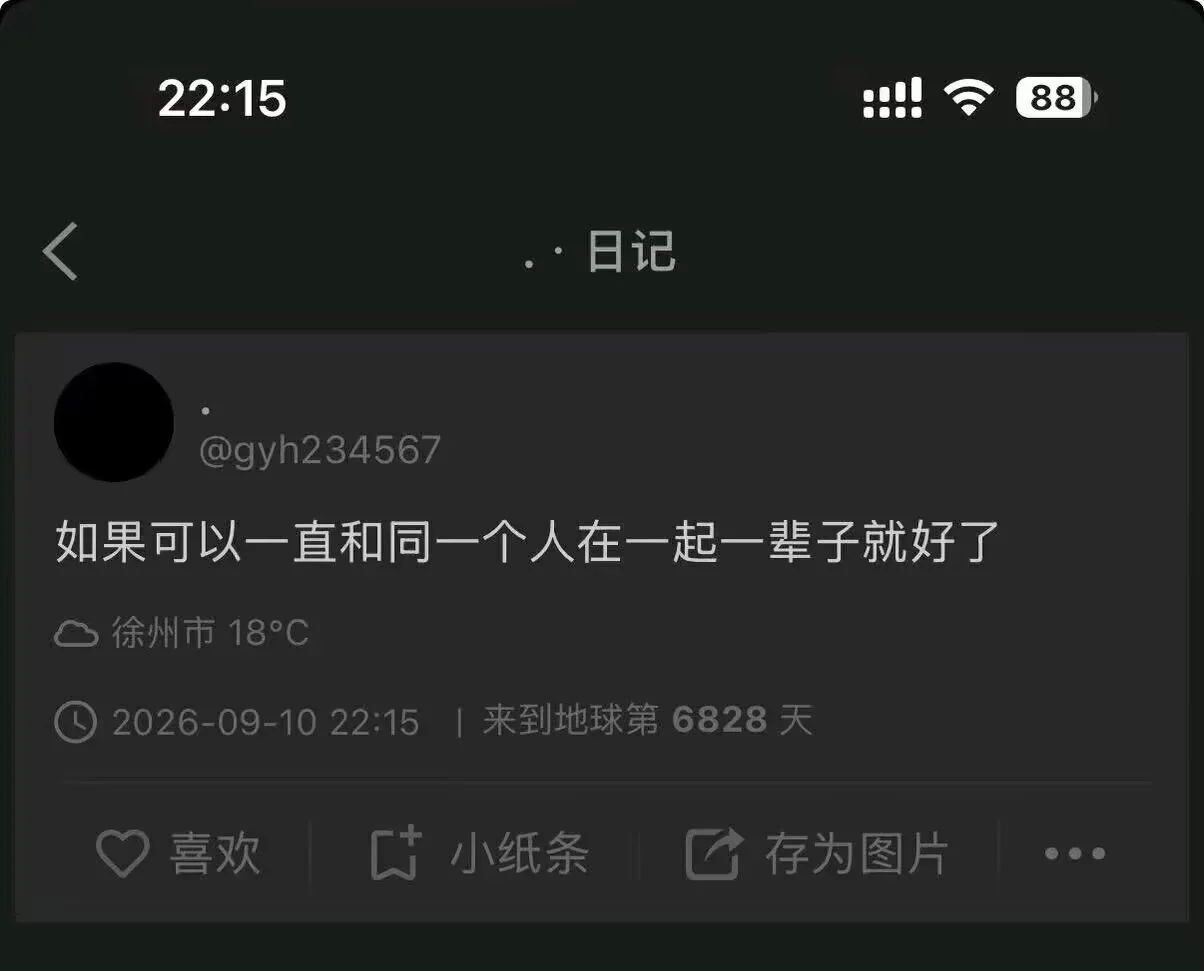 22:15
88
. · 日记
.
@gyh234567
如果可以一直和同一个人在一起一辈子就好了
徐州市 18°C
2026-09-10 22:15 | 来到地球第 6828 天
喜欢
小纸条
存为图片